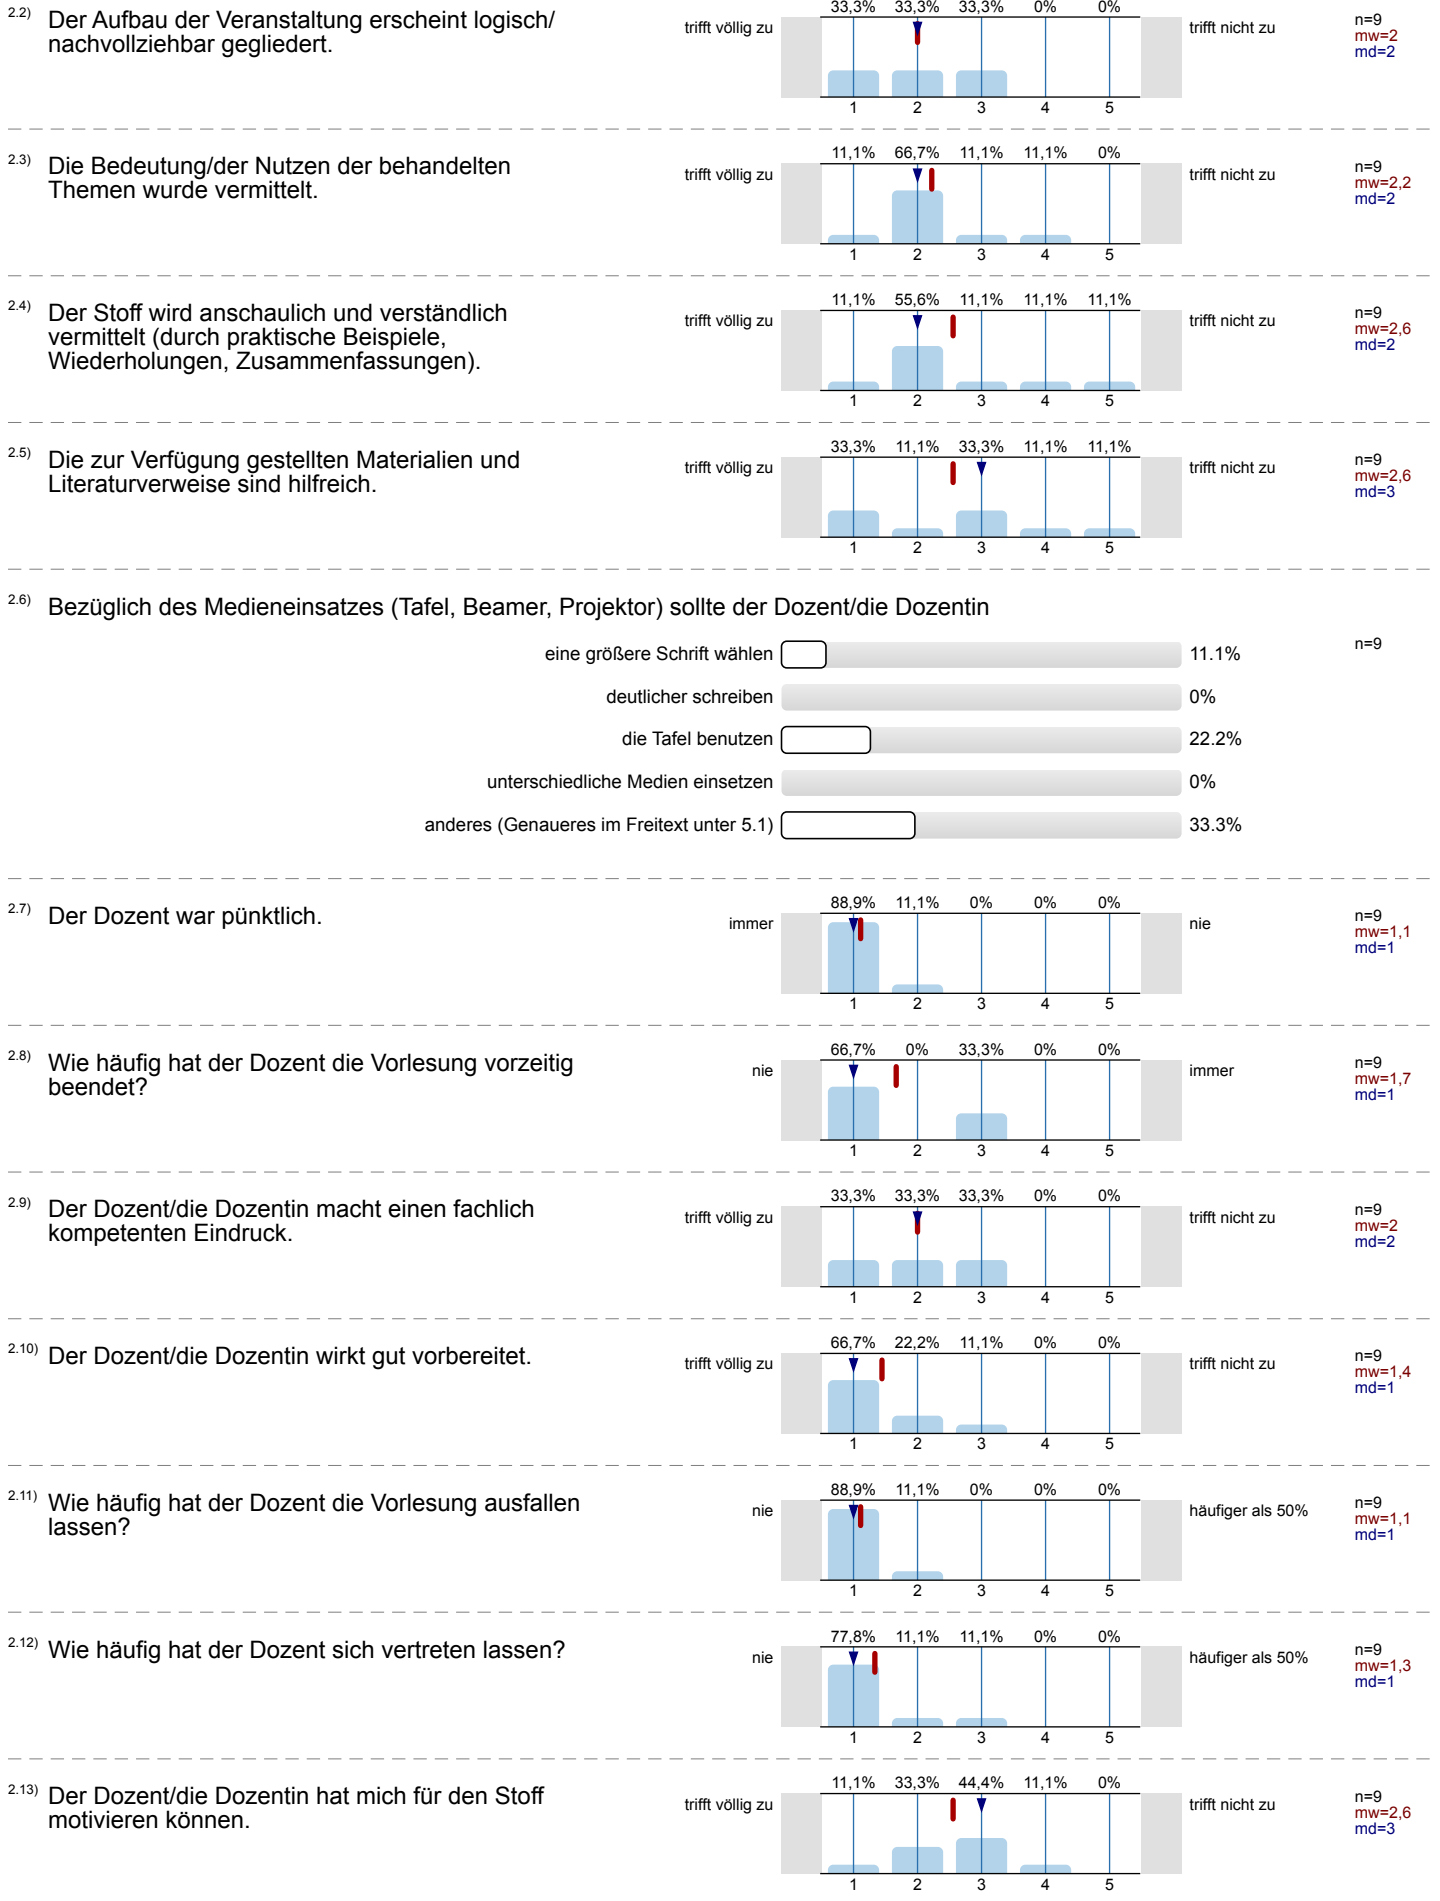 2.2) Der Aufbau der Veranstaltung erscheint logisch/
nachvollziehbar gegliedert.
trifft völlig zu
33,3% 33,3% 33,3% 0% 0%
1 2 3 4 5
trifft nicht zu
n=9
mw=2
md=2
2.3) Die Bedeutung/der Nutzen der behandelten
Themen wurde vermittelt.
trifft völlig zu
11,1% 66,7% 11,1% 11,1% 0%
1 2 3 4 5
trifft nicht zu
n=9
mw=2,2
md=2
2.4) Der Stoff wird anschaulich und verständlich
vermittelt (durch praktische Beispiele,
Wiederholungen, Zusammenfassungen).
trifft völlig zu
11,1% 55,6% 11,1% 11,1% 11,1%
1 2 3 4 5
trifft nicht zu
n=9
mw=2,6
md=2
2.5) Die zur Verfügung gestellten Materialien und
Literaturverweise sind hilfreich.
trifft völlig zu
33,3% 11,1% 33,3% 11,1% 11,1%
1 2 3 4 5
trifft nicht zu
n=9
mw=2,6
md=3
2.6) Bezüglich des Medieneinsatzes (Tafel, Beamer, Projektor) sollte der Dozent/die Dozentin
eine größere Schrift wählen 11.1% n=9
deutlicher schreiben 0%
die Tafel benutzen 22.2%
unterschiedliche Medien einsetzen 0%
anderes (Genaueres im Freitext unter 5.1) 33.3%
2.7) Der Dozent war pünktlich.
immer
88,9% 11,1% 0% 0% 0%
1 2 3 4 5
nie
n=9
mw=1,1
md=1
2.8) Wie häufig hat der Dozent die Vorlesung vorzeitig
beendet?
nie
66,7% 0% 33,3% 0% 0%
1 2 3 4 5
immer
n=9
mw=1,7
md=1
2.9) Der Dozent/die Dozentin macht einen fachlich
kompetenten Eindruck.
trifft völlig zu
33,3% 33,3% 33,3% 0% 0%
1 2 3 4 5
trifft nicht zu
n=9
mw=2
md=2
2.10) Der Dozent/die Dozentin wirkt gut vorbereitet.
trifft völlig zu
66,7% 22,2% 11,1% 0% 0%
1 2 3 4 5
trifft nicht zu
n=9
mw=1,4
md=1
2.11) Wie häufig hat der Dozent die Vorlesung ausfallen
lassen?
nie
88,9% 11,1% 0% 0% 0%
1 2 3 4 5
häufiger als 50%
n=9
mw=1,1
md=1
2.12) Wie häufig hat der Dozent sich vertreten lassen?
nie
77,8% 11,1% 11,1% 0% 0%
1 2 3 4 5
häufiger als 50%
n=9
mw=1,3
md=1
2.13) Der Dozent/die Dozentin hat mich für den Stoff
motivieren können.
trifft völlig zu
11,1% 33,3% 44,4% 11,1% 0%
1 2 3 4 5
trifft nicht zu
n=9
mw=2,6
md=3